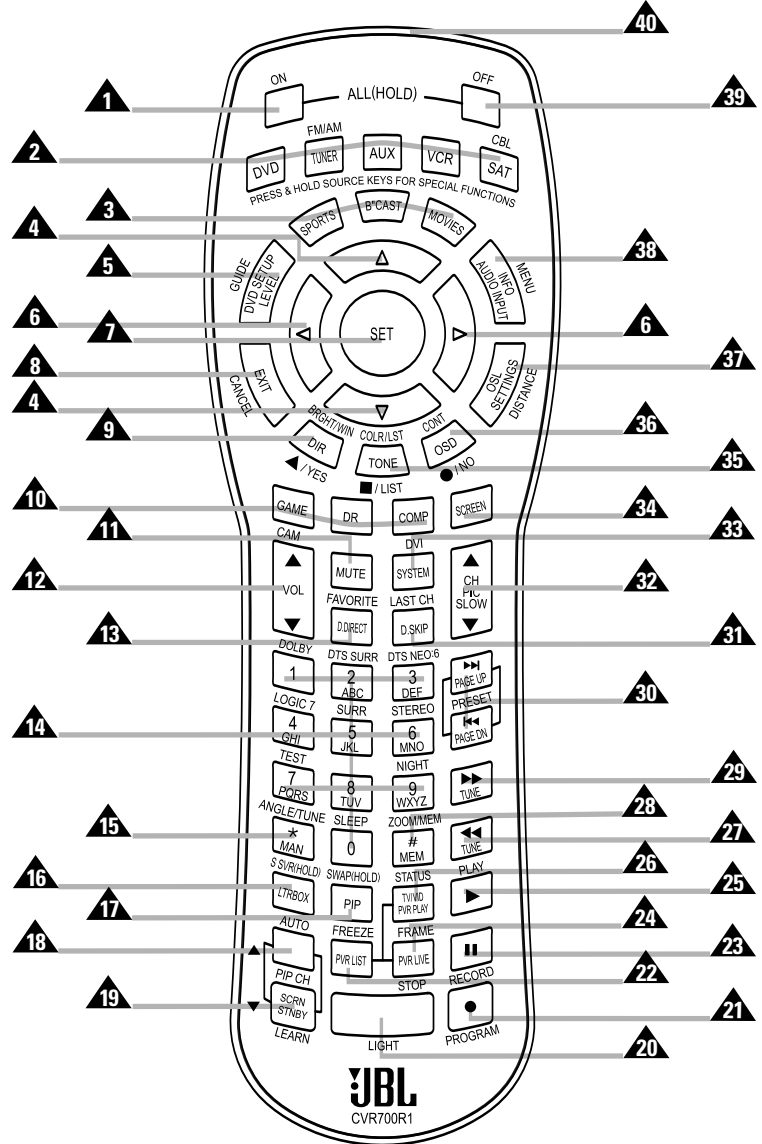 40
ON
OFF
1
ALL(HOLD)
39
FM/AM
CBL
2
DVD
TUNER
AUX
VCR
SAT
PRESS & HOLD SOURCE KEYS FOR SPECIAL FUNCTIONS
3
SPORTS
B"CAST
MOVIES
4
5
GUIDE
DVD SETUP
LEVEL
MENU
INFO
AUDIO INPUT
38
6
7
SET
6
8
EXIT
CANCEL
OSL
SETTINGS
DISTANCE
37
4
9
BRGHT/WIN
COLR/LST
CONT
36
DIR
TONE
OSD
/YES
/LIST
/NO
35
10
GAME
DR
COMP
SCREEN
34
CAM
DVI
11
33
12
VOL
MUTE
SYSTEM
CH
PIC
SLOW
32
FAVORITE
LAST CH
13
D.DIRECT
D.SKIP
31
DOLBY
DTS SURR
DTS NEO:6
1
2
ABC
3
DEF
PAGE UP
30
LOGIC 7
SURR
STEREO
PRESET
14
4
GHI
5
JKL
6
MNO
PAGE DN
TEST
NIGHT
7
PQRS
8
TUV
9
WXYZ
TUNE
29
ANGLE/TUNE
SLEEP
ZOOM/MEM
28
15
*
MAN
0
#
MEM
TUNE
27
S SVR(HOLD)
SWAP(HOLD)
STATUS
PLAY
26
16
LTRBOX
PIP
TV/VID
PVR PLAY
25
17
AUTO
FREEZE
FRAME
24
18
PVR LIST
PVR LIVE
23
PIP CH
STOP
RECORD
22
19
SCRN
STNBY
21
LEARN
LIGHT
PROGRAM
20
JBL
CVR700R1